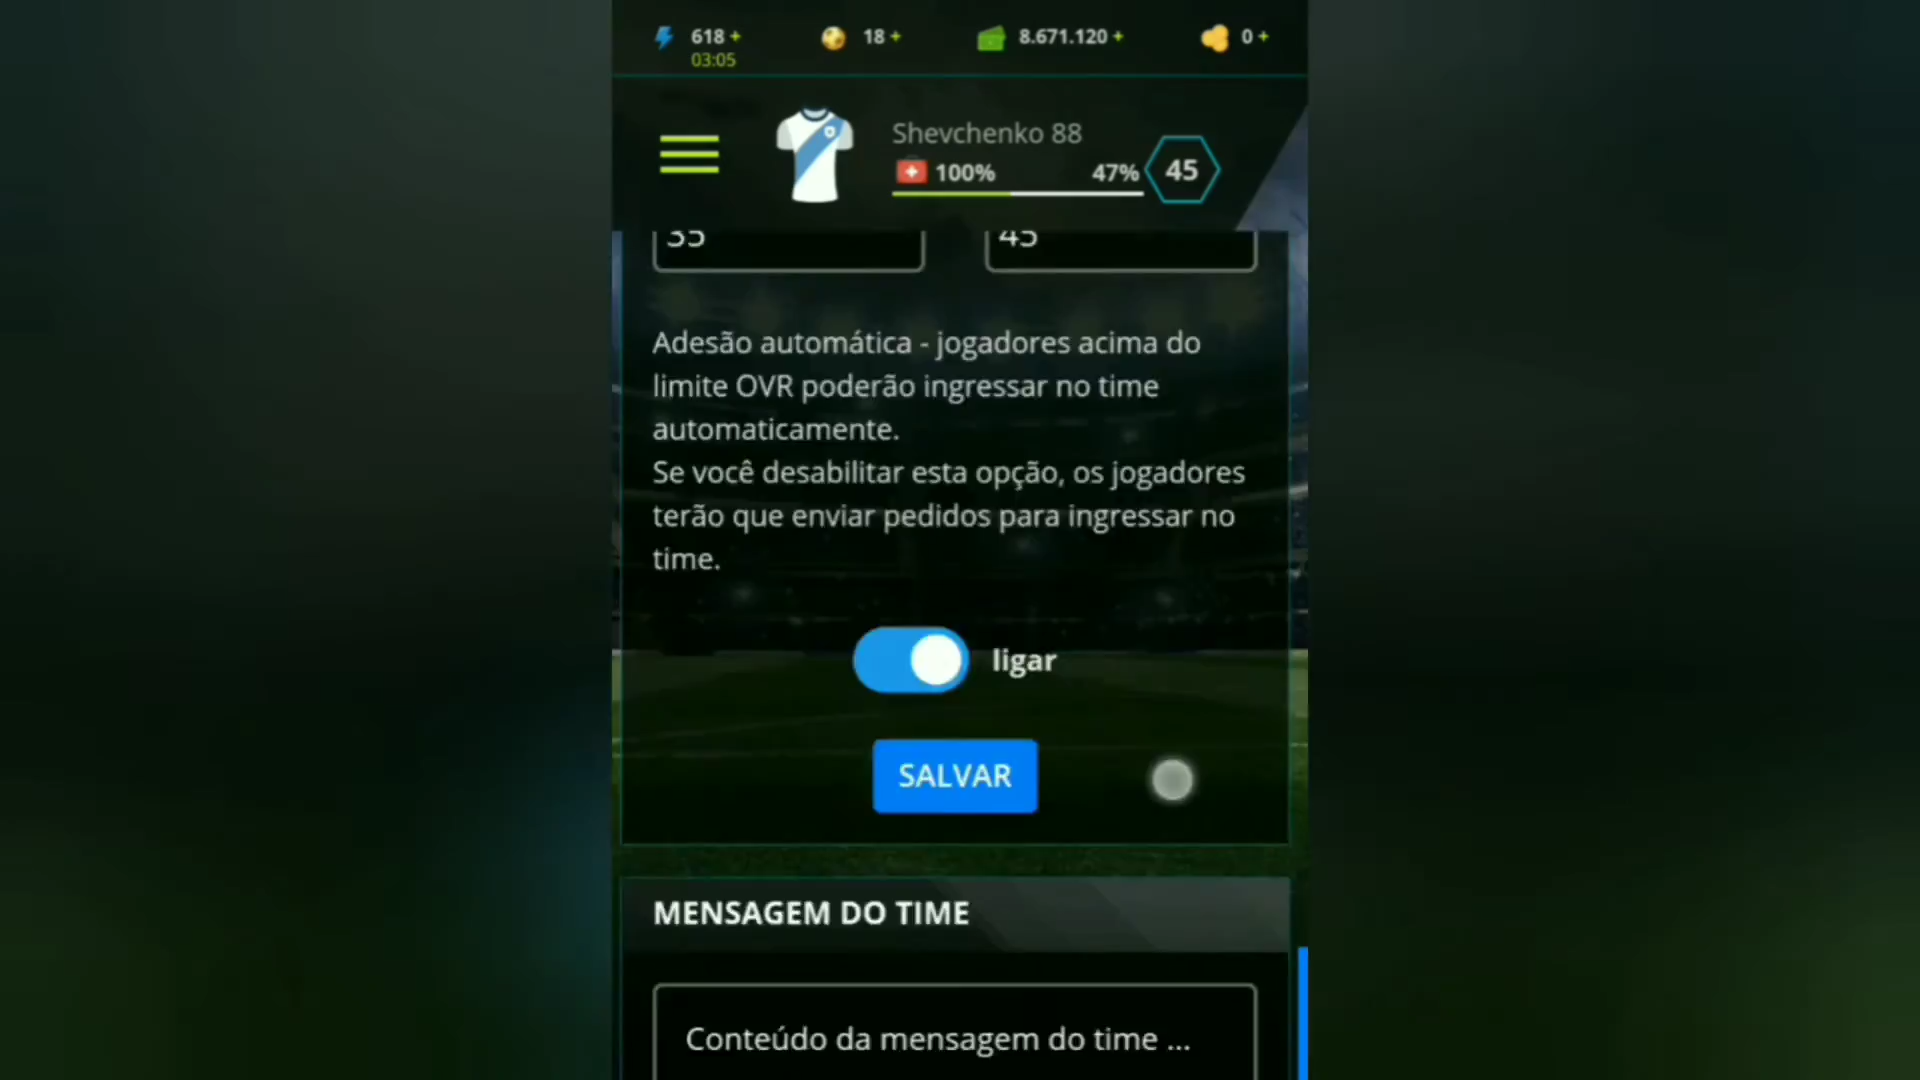 618 + 18 + 8.671.120 + 0 +
03:05
Shevchenko 88
100% 47% 45
35 45
Adesão automática - jogadores acima do
limite OVR poderão ingressar no time
automaticamente.
Se você desabilitar esta opção, os jogadores
terão que enviar pedidos para ingressar no
time.
ligar
SALVAR
MENSAGEM DO TIME
Conteúdo da mensagem do time ...